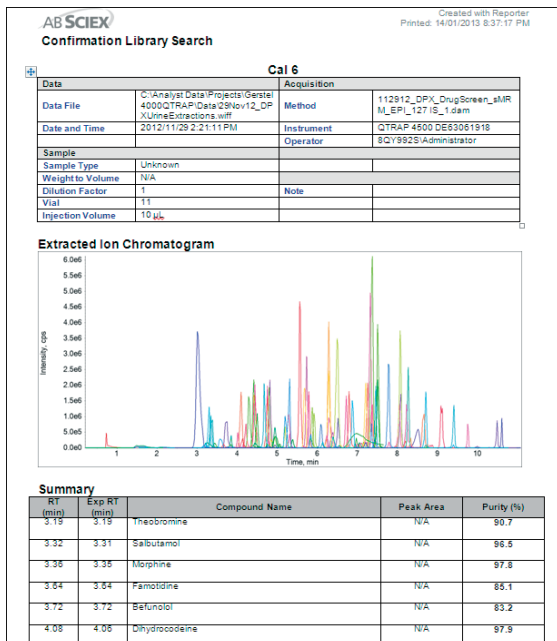 AB SCIEX
Created with Reporter
Printed: 14/01/2013 8:37:17 PM
Confirmation Library Search
Cal 6
Data Acquisition
Data File C:\Analyst Data\Projects\Gerstel 4000QTRAP\Data\29Nov12_DPXUrineExtractions.wiff Method 112912_DPX_DrugScreen_sMRM_EPI_127 IS_1.dam
Date and Time 2012/11/29 2:21:11 PM Instrument QTRAP 4500 DE63061918
Operator 8QY992S\Administrator
Sample
Sample Type Unknown
Weight to Volume N/A
Dilution Factor 1 Note
Vial 11
Injection Volume 10 µL
Extracted Ion Chromatogram
6.0e6
5.5e6
5.0e6
4.5e6
4.0e6
3.5e6
3.0e6
2.5e6
2.0e6
1.5e6
1.0e6
5.0e5
0.0e0
Intensity, cps
1 2 3 4 5 6 7 8 9 10
Time, min
Summary
RT (min) Exp RT (min) Compound Name Peak Area Purity (%)
3.19 3.19 Theobromine N/A 90.7
3.32 3.31 Salbutamol N/A 96.5
3.36 3.35 Morphine N/A 97.8
3.64 3.64 Famotidine N/A 85.1
3.72 3.72 Befunolol N/A 83.2
4.08 4.06 Dihydrocodeine N/A 97.9